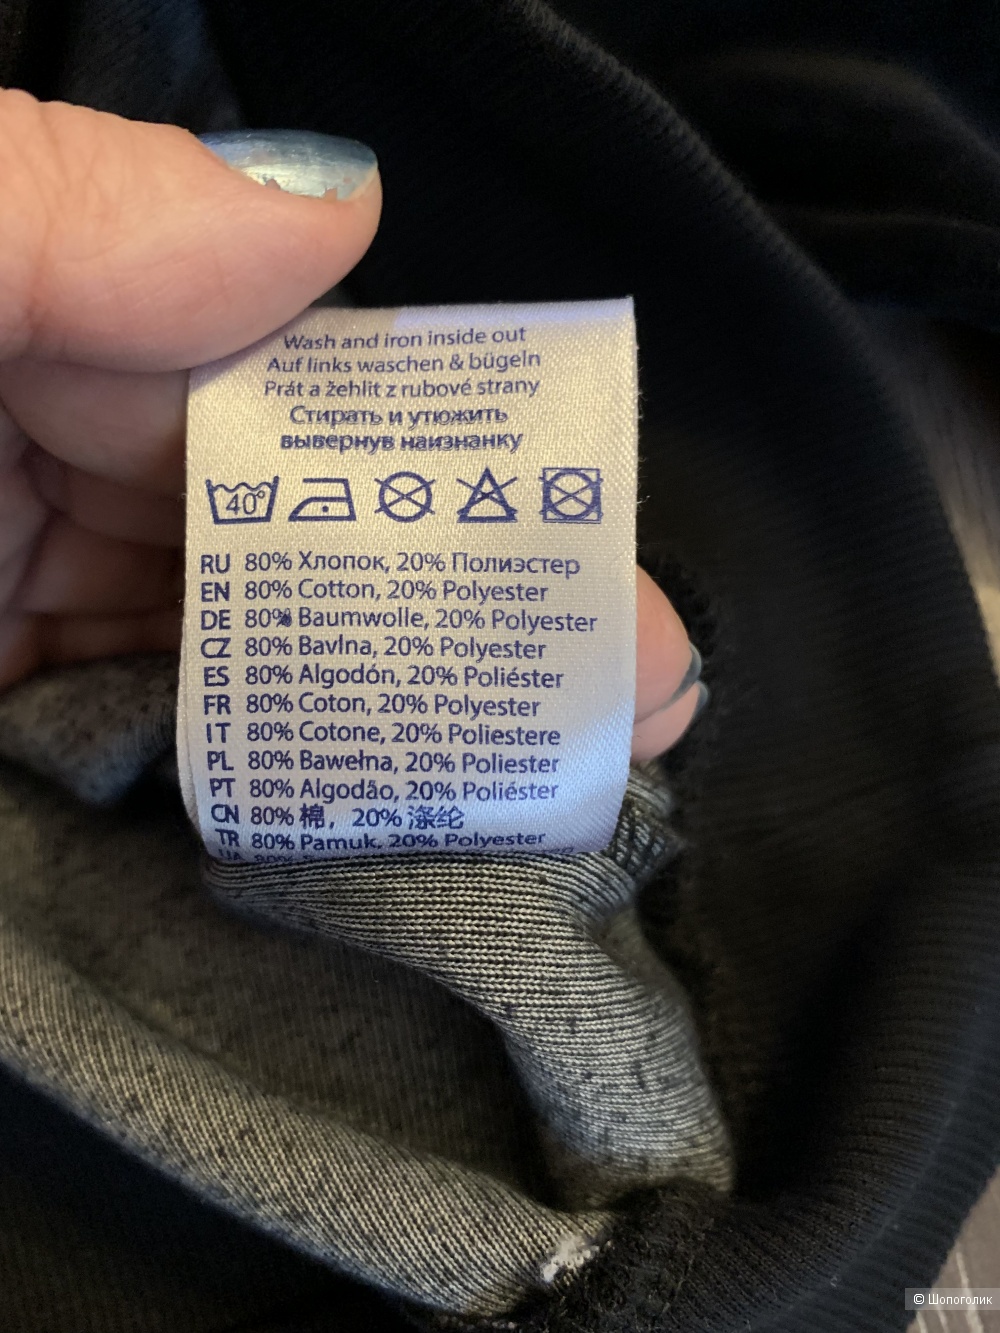 Wash and iron inside out
Auf links waschen & bügeln
Prát a žehlit z rubové strany
Стирать и утюжить
вывернув наизнанку
40°
RU 80% Хлопок, 20% Полиэстер
EN 80% Cotton, 20% Polyester
DE 80% Baumwolle, 20% Polyester
CZ 80% Bavlna, 20% Polyester
ES 80% Algodón, 20% Poliéster
FR 80% Coton, 20% Polyester
IT 80% Cotone, 20% Poliestere
PL 80% Bawełna, 20% Poliester
PT 80% Algodão, 20% Poliéster
CN 80% 棉, 20% 涤纶
TR 80% Pamuk, 20% Polyester
UA 80%
© Шопоголик